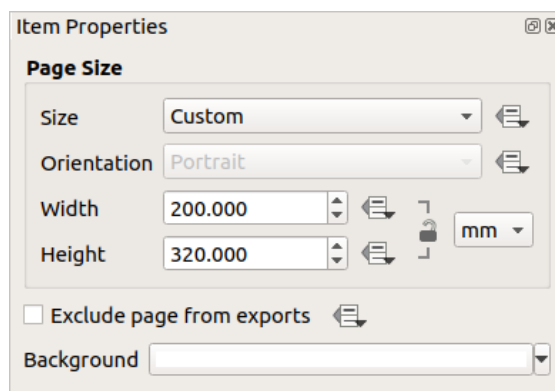 Item Properties
Page Size
Size Custom
Orientation Portrait
Width 200.000
mm
Height 320.000
Exclude page from exports
Background